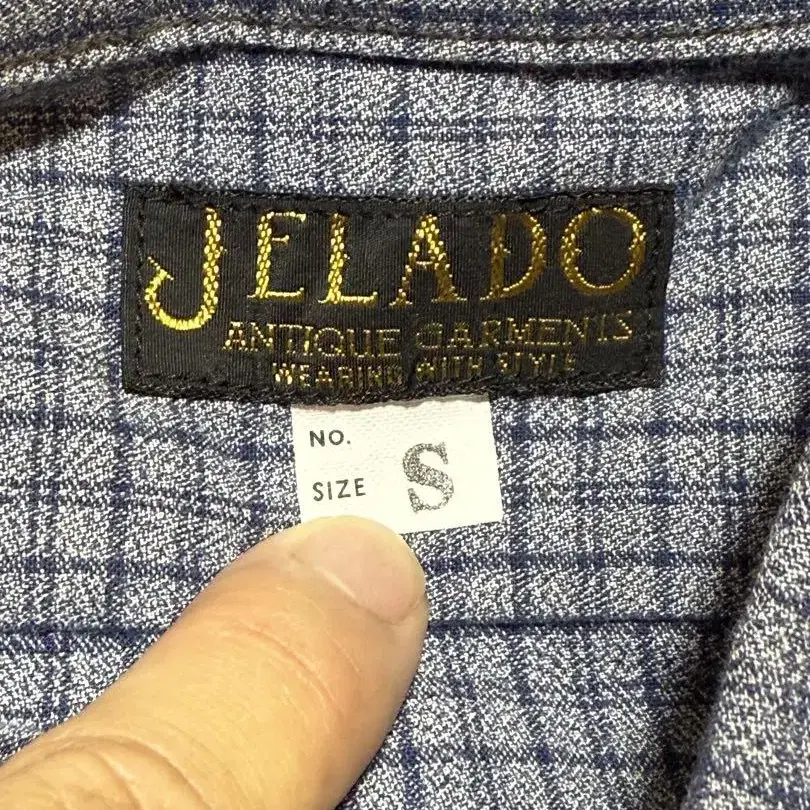 JELADO
ANTIQUE GARMENTS
WEARING WITH STYLE
NO.
SIZE S